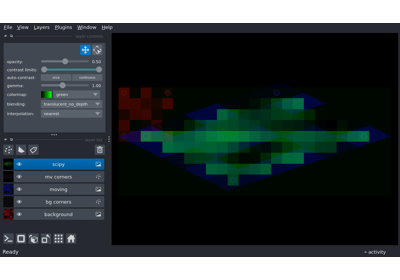 File View Layers Plugins Window Help
opacity: 0.50
contrast limits:
auto-contrast: once continuous
gamma: 1.00
colormap: green
blending: translucent_no_depth
interpolation: nearest
scipy
mv corners
moving
bg corners
background
Ready
activity